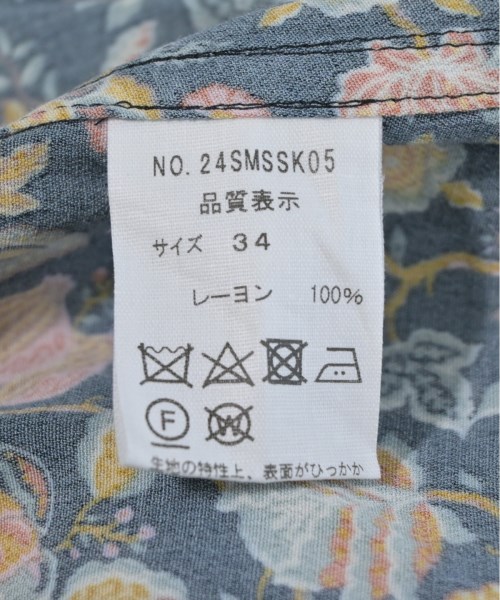 NO. 24SMSSK05
品質表示
サイズ 34
レーヨン 100%
F W
生地の特性上、表面がひっかか